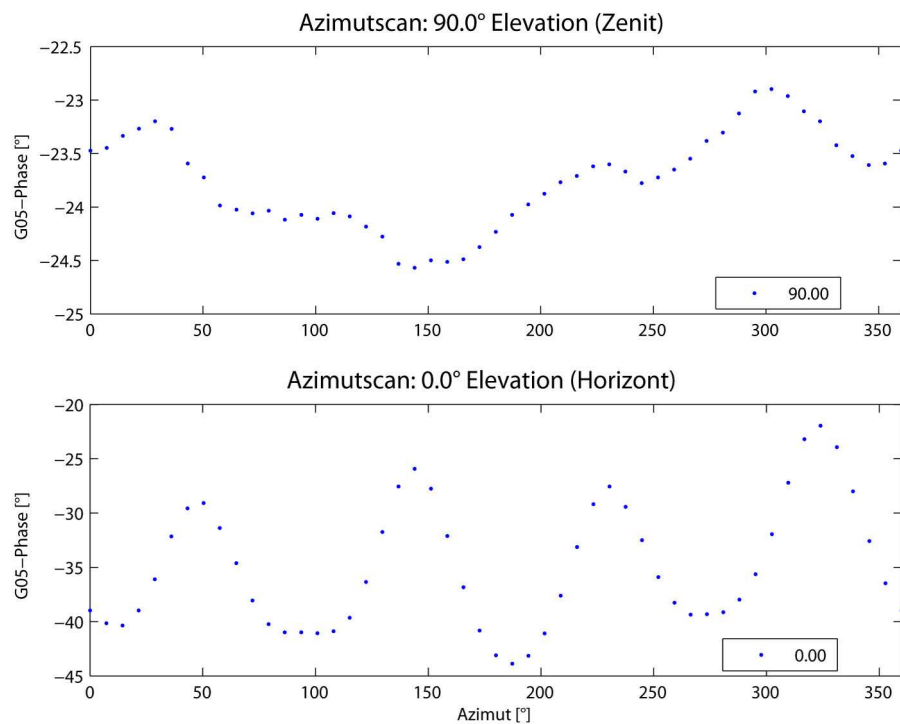 Azimutscan: 90.0° Elevation (Zenit)
−22.5
−23
−23.5
−24
−24.5
−25
G05−Phase [°]
90.00
0 50 100 150 200 250 300 350
Azimutscan: 0.0° Elevation (Horizont)
−20
−25
−30
−35
−40
−45
G05−Phase [°]
0.00
0 50 100 150 200 250 300 350
Azimut [°]